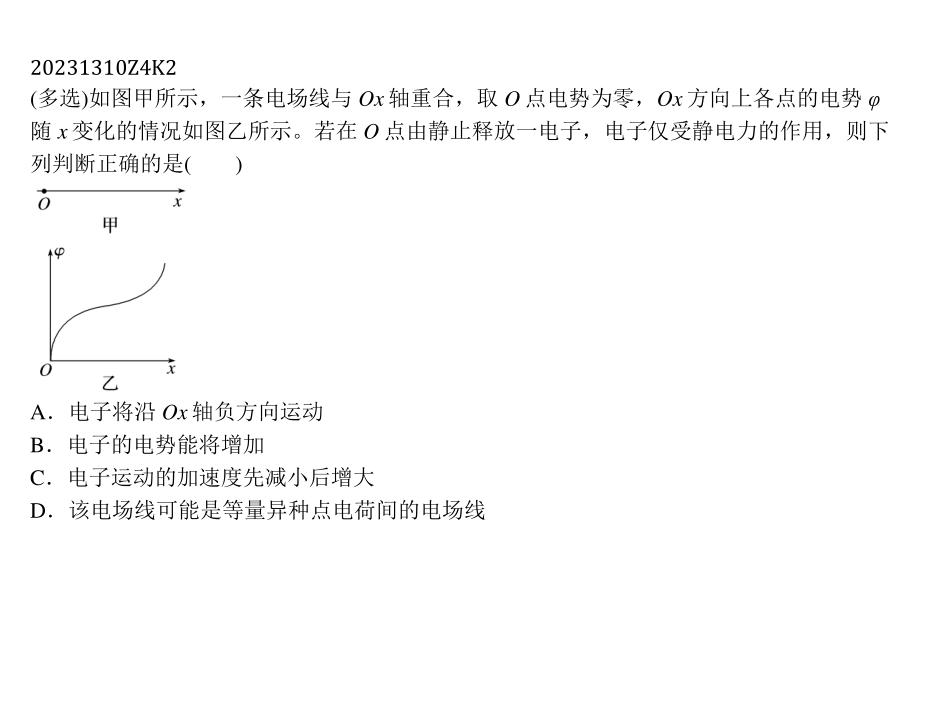 20231310Z4K2
(多选)如图甲所示，一条电场线与 Ox 轴重合，取 O 点电势为零，Ox 方向上各点的电势 φ
随 x 变化的情况如图乙所示。若在 O 点由静止释放一电子，电子仅受静电力的作用，则下
列判断正确的是(　　)
O x
甲
φ
O x
乙
A．电子将沿 Ox 轴负方向运动
B．电子的电势能将增加
C．电子运动的加速度先减小后增大
D．该电场线可能是等量异种点电荷间的电场线